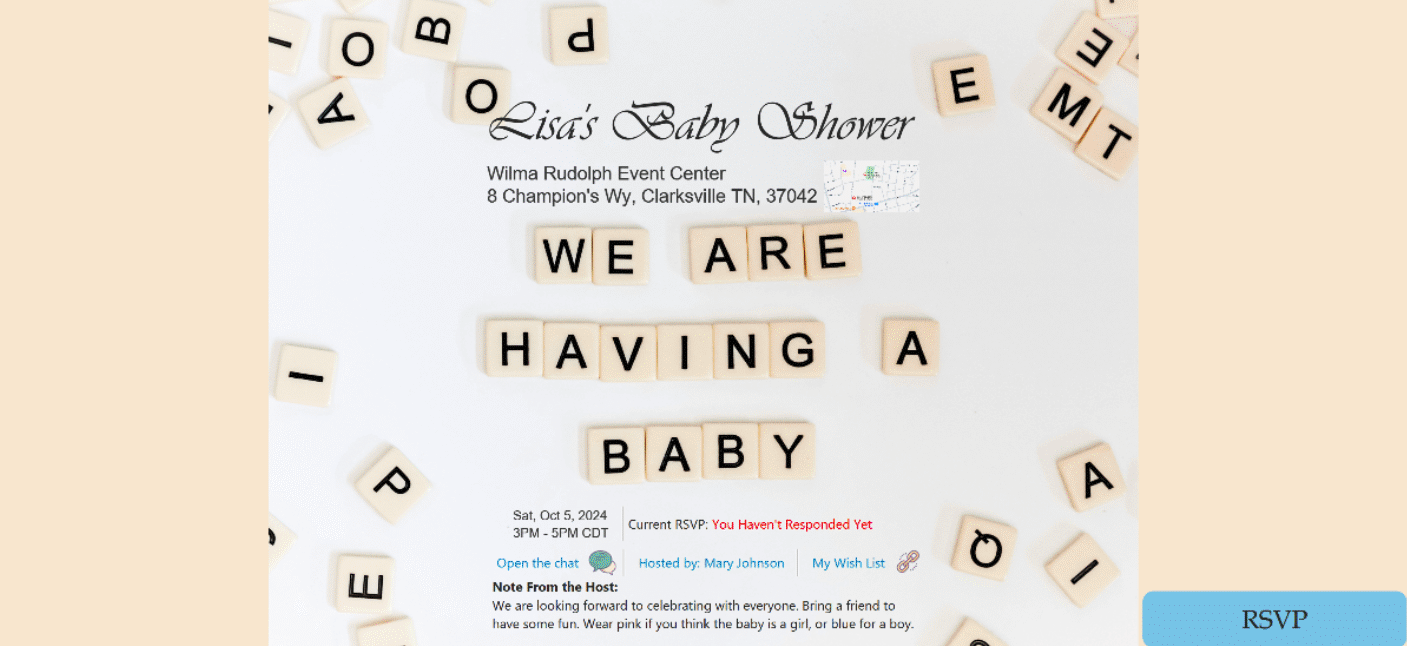 I
O
B
P
A
O
E
E
M
T
Lisa's Baby Shower
Wilma Rudolph Event Center
8 Champion's Wy, Clarksville TN, 37042
WE ARE
HAVING A
BABY
I
P
E
A
Q
I
Sat, Oct 5, 2024
3PM - 5PM CDT
Current RSVP: You Haven't Responded Yet
Open the chat
Hosted by: Mary Johnson
My Wish List
Note From the Host:
We are looking forward to celebrating with everyone. Bring a friend to
have some fun. Wear pink if you think the baby is a girl, or blue for a boy.
RSVP